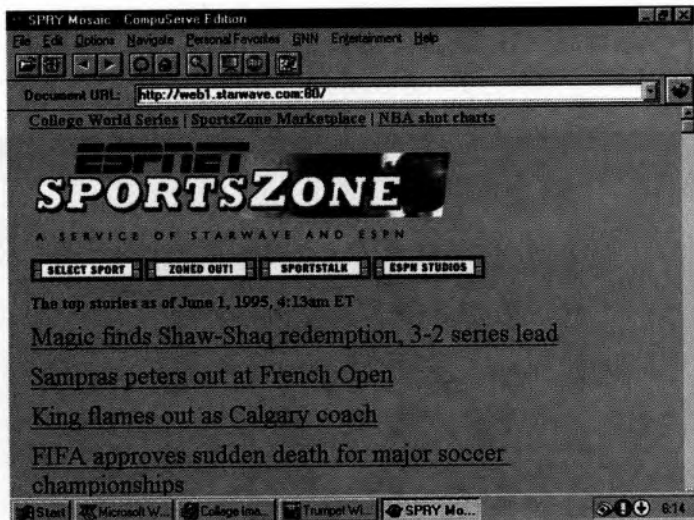 SPRY Mosaic - CompuServe Edition
File Edit Options Navigate Personal Favorites GNN Entertainment Help
Document URL: http://web1.starwave.com:80/
College World Series | SportsZone Marketplace | NBA shot charts
ESPNET
SPORTSZONE
A SERVICE OF STARWAVE AND ESPN
SELECT SPORT ZONED OUT! SPORTSTALK ESPN STUDIOS
The top stories as of June 1, 1995, 4:13am ET
Magic finds Shaw-Shaq redemption, 3-2 series lead
Sampras peters out at French Open
King flames out as Calgary coach
FIFA approves sudden death for major soccer
championships
Start Microsoft W... College Ima... Trumpet Wi... SPRY Mo... 6:14